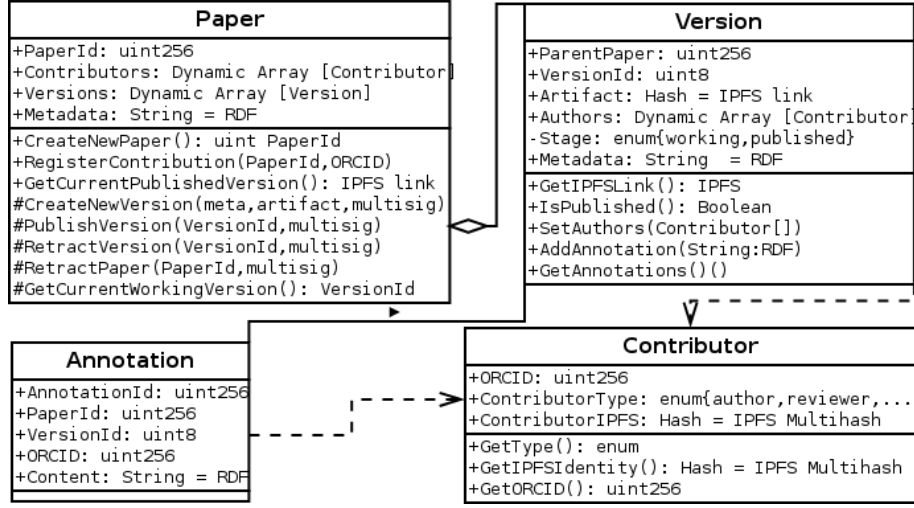 Paper
+PaperId: uint256
+Contributors: Dynamic Array [Contributor]
+Versions: Dynamic Array [Version]
+Metadata: String = RDF
+CreateNewPaper(): uint PaperId
+RegisterContribution(PaperId,ORCID)
+GetCurrentPublishedVersion(): IPFS link
#CreateNewVersion(meta,artifact,multisig)
#PublishVersion(VersionId,multisig)
#RetractVersion(VersionId,multisig)
#RetractPaper(PaperId,multisig)
#GetCurrentWorkingVersion(): VersionId
Version
+ParentPaper: uint256
+VersionId: uint8
+Artifact: Hash = IPFS link
+Authors: Dynamic Array [Contributor]
-Stage: enum{working,published}
+Metadata: String  = RDF
+GetIPFSLink(): IPFS
+IsPublished(): Boolean
+SetAuthors(Contributor[])
+AddAnnotation(String:RDF)
+GetAnnotations()()
Annotation
+AnnotationId: uint256
+PaperId: uint256
+VersionId: uint8
+ORCID: uint256
+Content: String = RDF
Contributor
+ORCID: uint256
+ContributorType: enum{author,reviewer,...
+ContributorIPFS: Hash = IPFS Multihash
+GetType(): enum
+GetIPFSIdentity(): Hash = IPFS Multihash
+GetORCID(): uint256